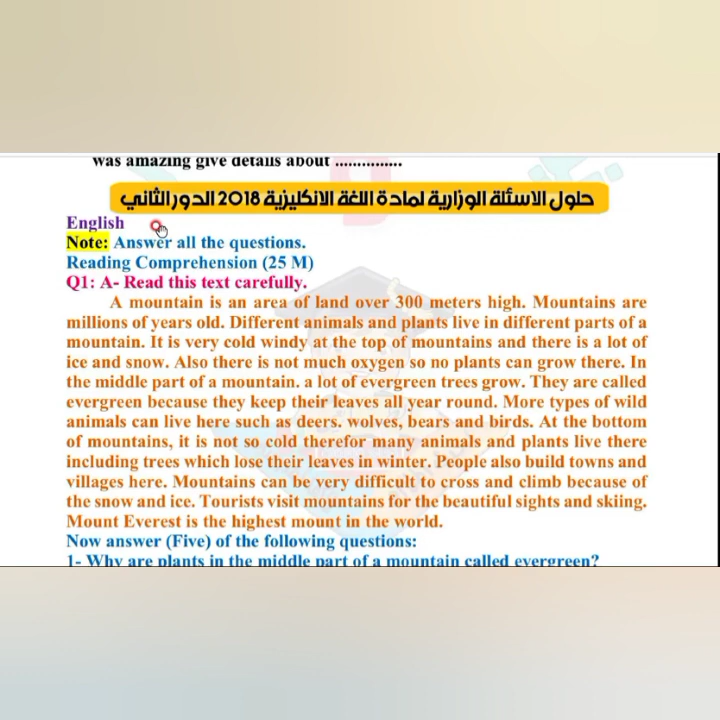 was amazing give details about ...............
حلول الاسئلة الوزارية لمادة اللغة الانكليزية 2018 الدور الثاني
English
Note: Answer all the questions.
Reading Comprehension (25 M)
Q1: A- Read this text carefully.
A mountain is an area of land over 300 meters high. Mountains are
millions of years old. Different animals and plants live in different parts of a
mountain. It is very cold windy at the top of mountains and there is a lot of
ice and snow. Also there is not much oxygen so no plants can grow there. In
the middle part of a mountain. a lot of evergreen trees grow. They are called
evergreen because they keep their leaves all year round. More types of wild
animals can live here such as deers. wolves, bears and birds. At the bottom
of mountains, it is not so cold therefor many animals and plants live there
including trees which lose their leaves in winter. People also build towns and
villages here. Mountains can be very difficult to cross and climb because of
the snow and ice. Tourists visit mountains for the beautiful sights and skiing.
Mount Everest is the highest mount in the world.
Now answer (Five) of the following questions:
1- Why are plants in the middle part of a mountain called evergreen?